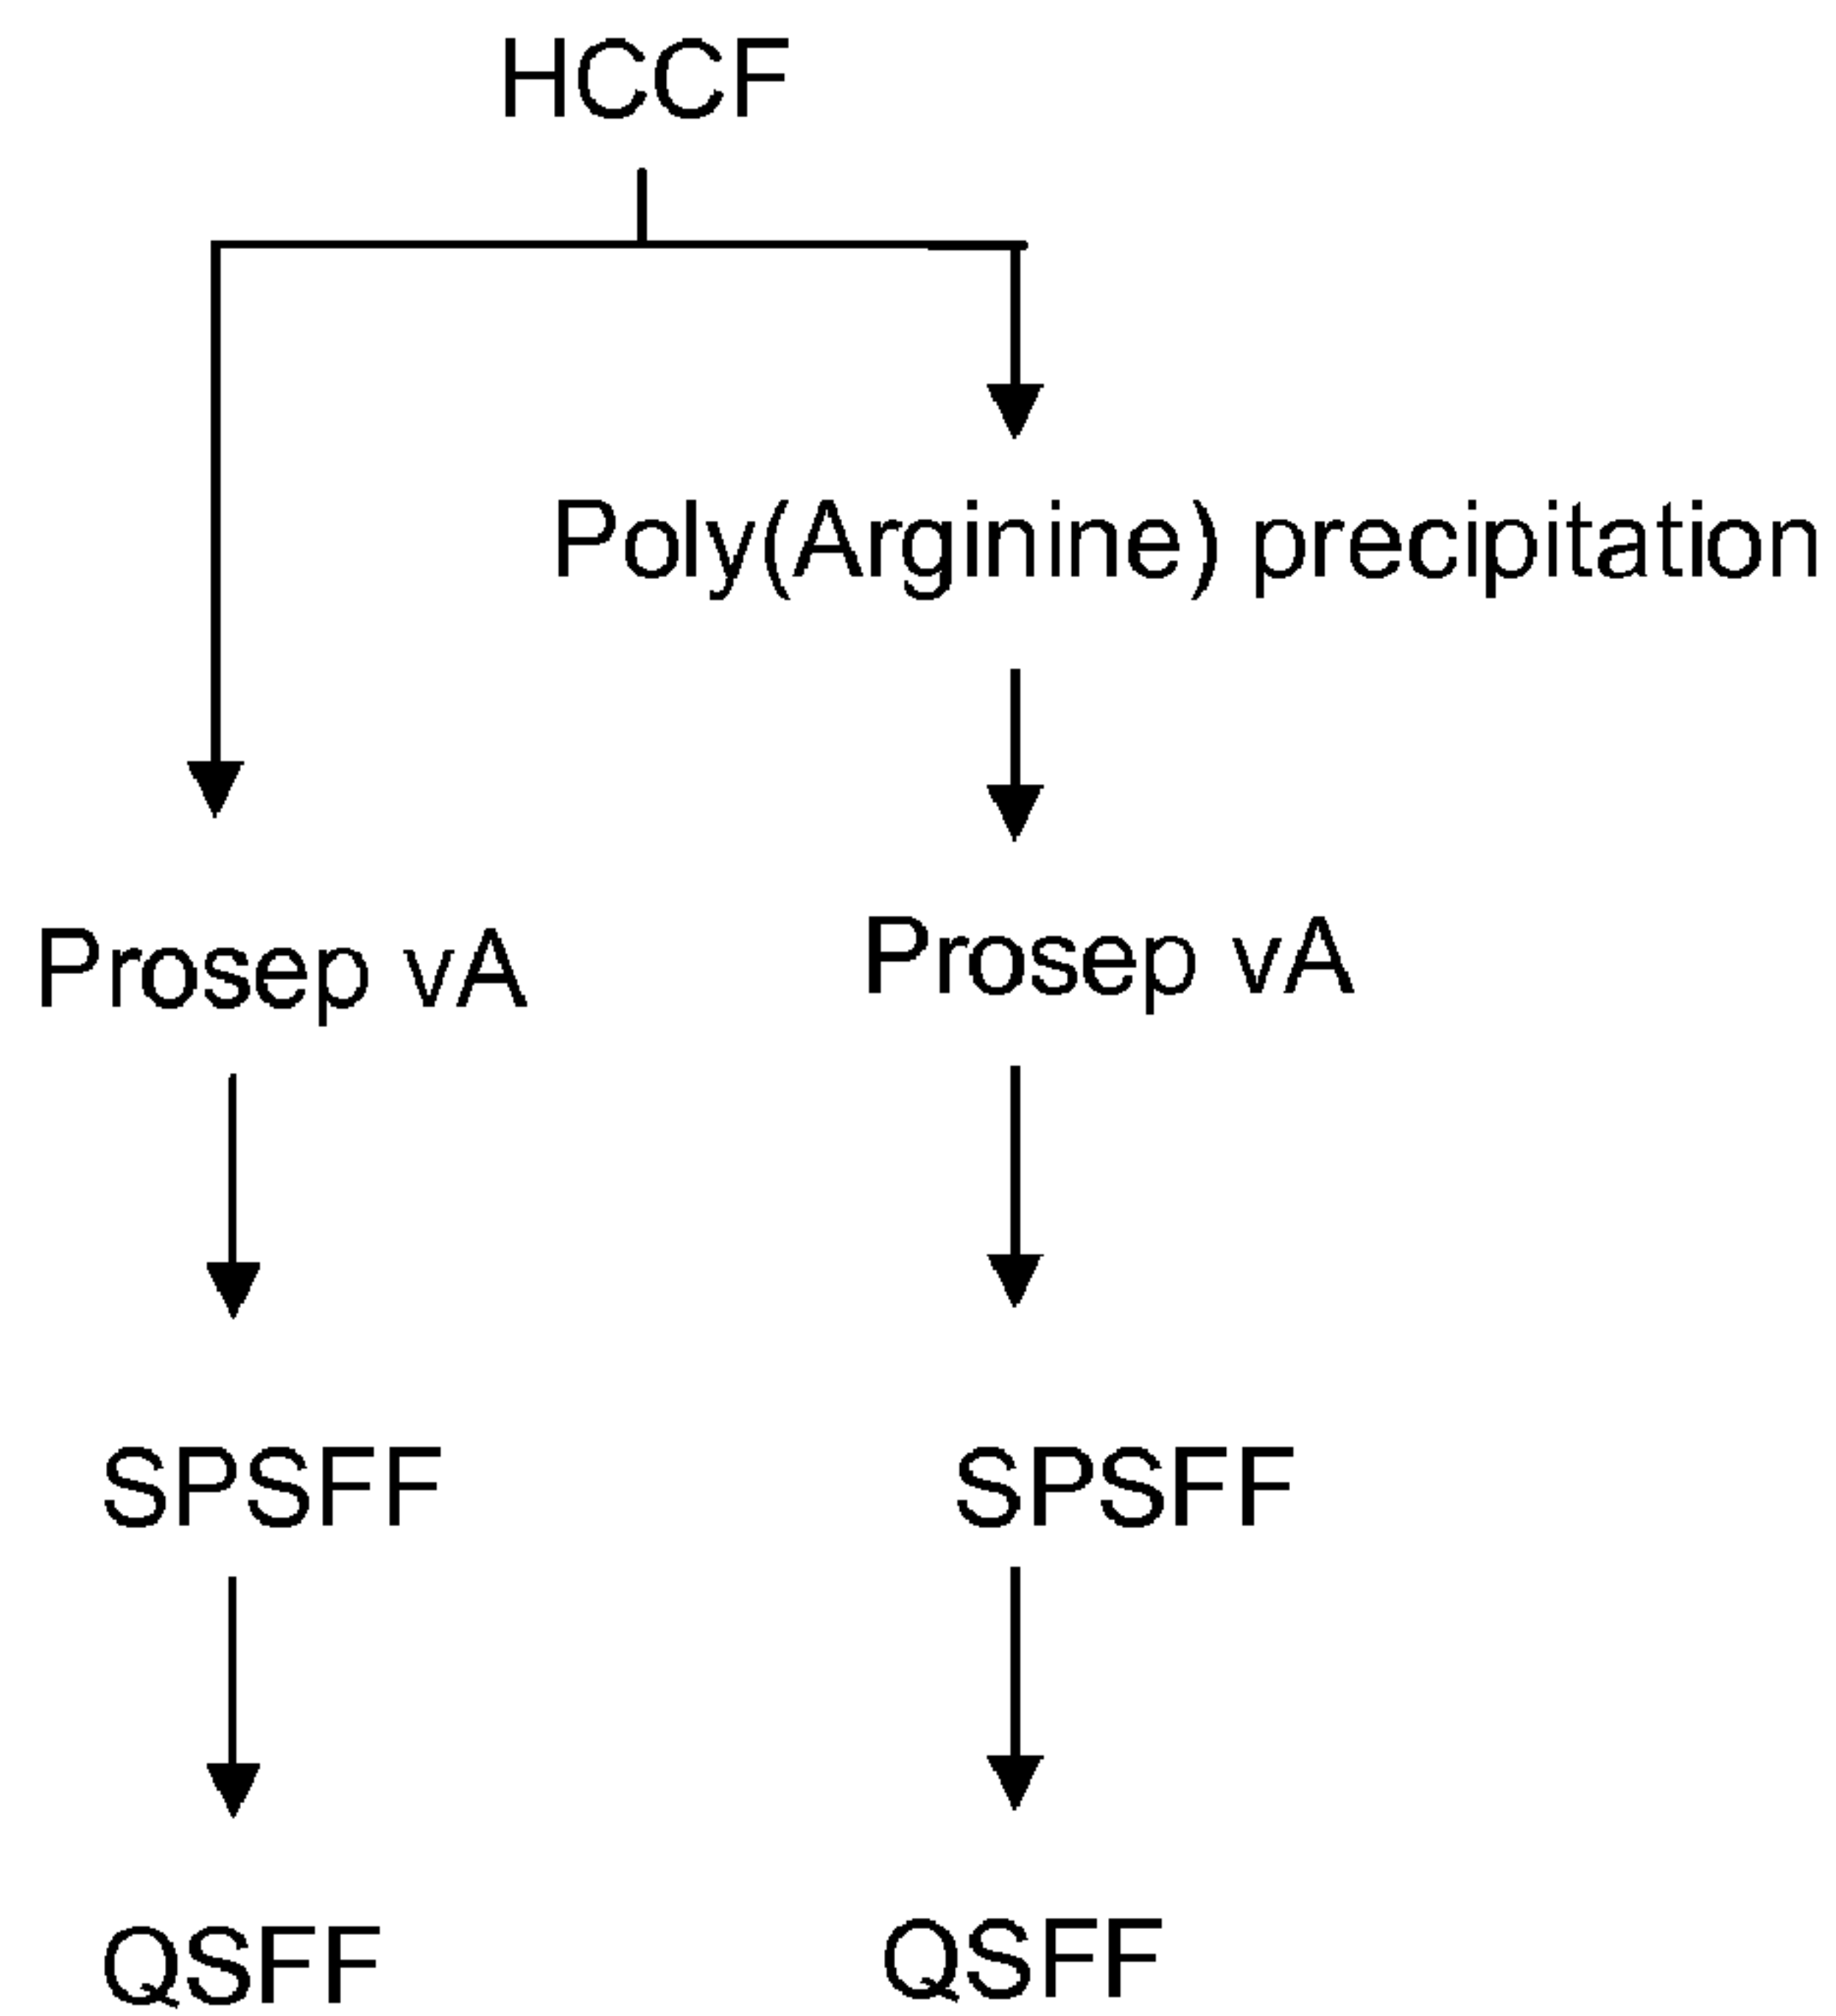 HCCF
Poly(Arginine) precipitation
Prosep vA
Prosep vA
SPSFF
SPSFF
QSFF
QSFF